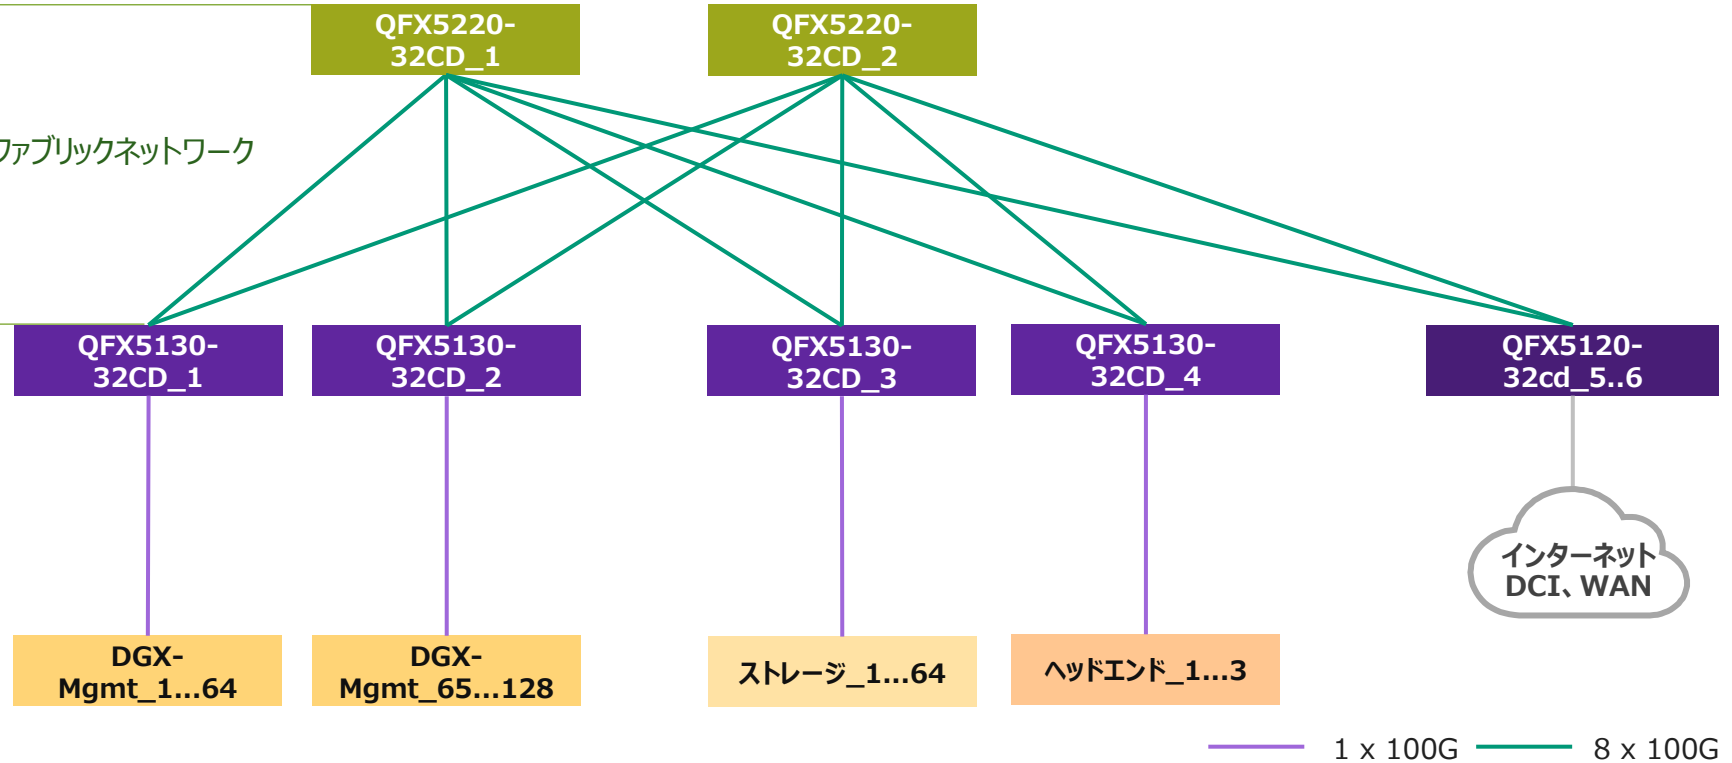 QFX5220-
32CD_1
QFX5220-
32CD_2
ファブリックネットワーク
QFX5130-
32CD_1
QFX5130-
32CD_2
QFX5130-
32CD_3
QFX5130-
32CD_4
QFX5120-
32cd_5..6
インターネット
DCI、WAN
DGX-
Mgmt_1...64
DGX-
Mgmt_65...128
ストレージ_1...64
ヘッドエンド_1...3
1 x 100G
8 x 100G